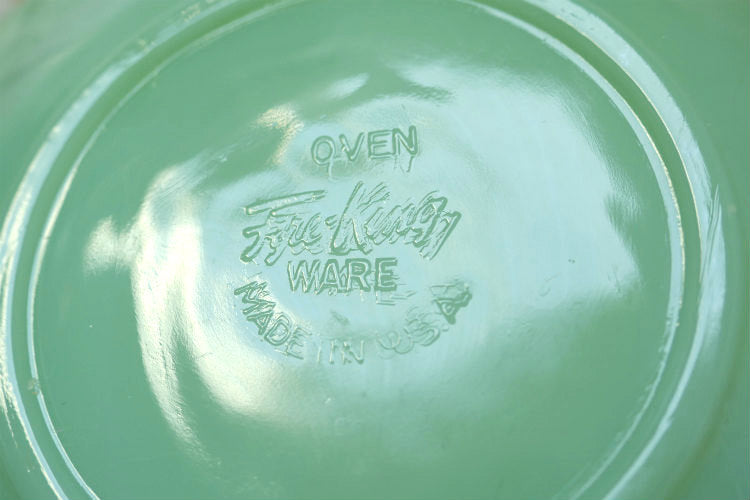 OVEN
Fire-King
WARE
MADE IN U.S.A.